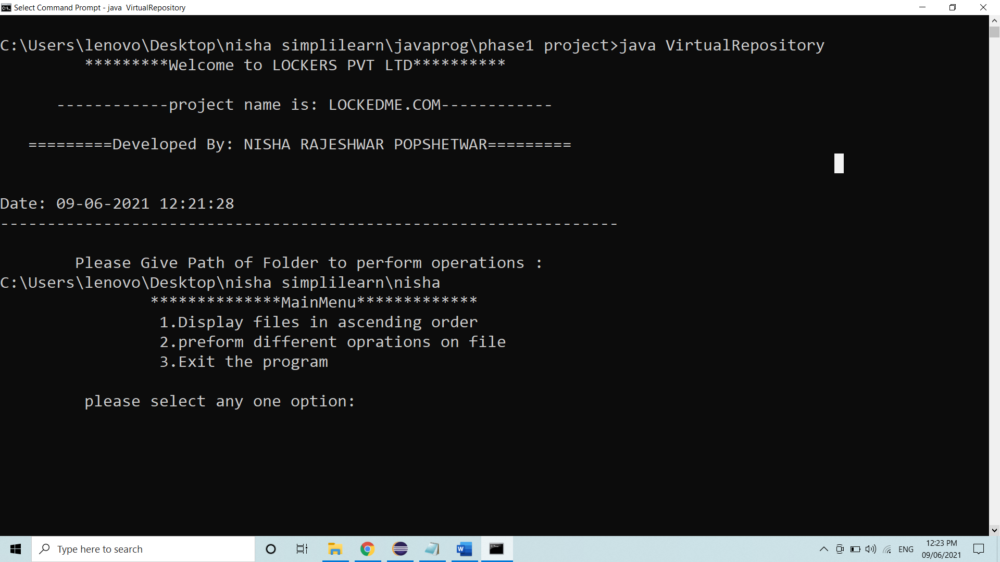 Select Command Prompt - java  VirtualRepository
C:\Users\lenovo\Desktop\nisha simplilearn\javaprog\phase1 project>java VirtualRepository
*********Welcome to LOCKERS PVT LTD**********
------------project name is: LOCKEDME.COM------------
=========Developed By: NISHA RAJESHWAR POPSHETWAR=========
Date: 09-06-2021 12:21:28
------------------------------------------------------------------
Please Give Path of Folder to perform operations :
C:\Users\lenovo\Desktop\nisha simplilearn\nisha
**************MainMenu*************
1.Display files in ascending order
2.preform different oprations on file
3.Exit the program
please select any one option:
Type here to search
ENG
12:23 PM
09/06/2021